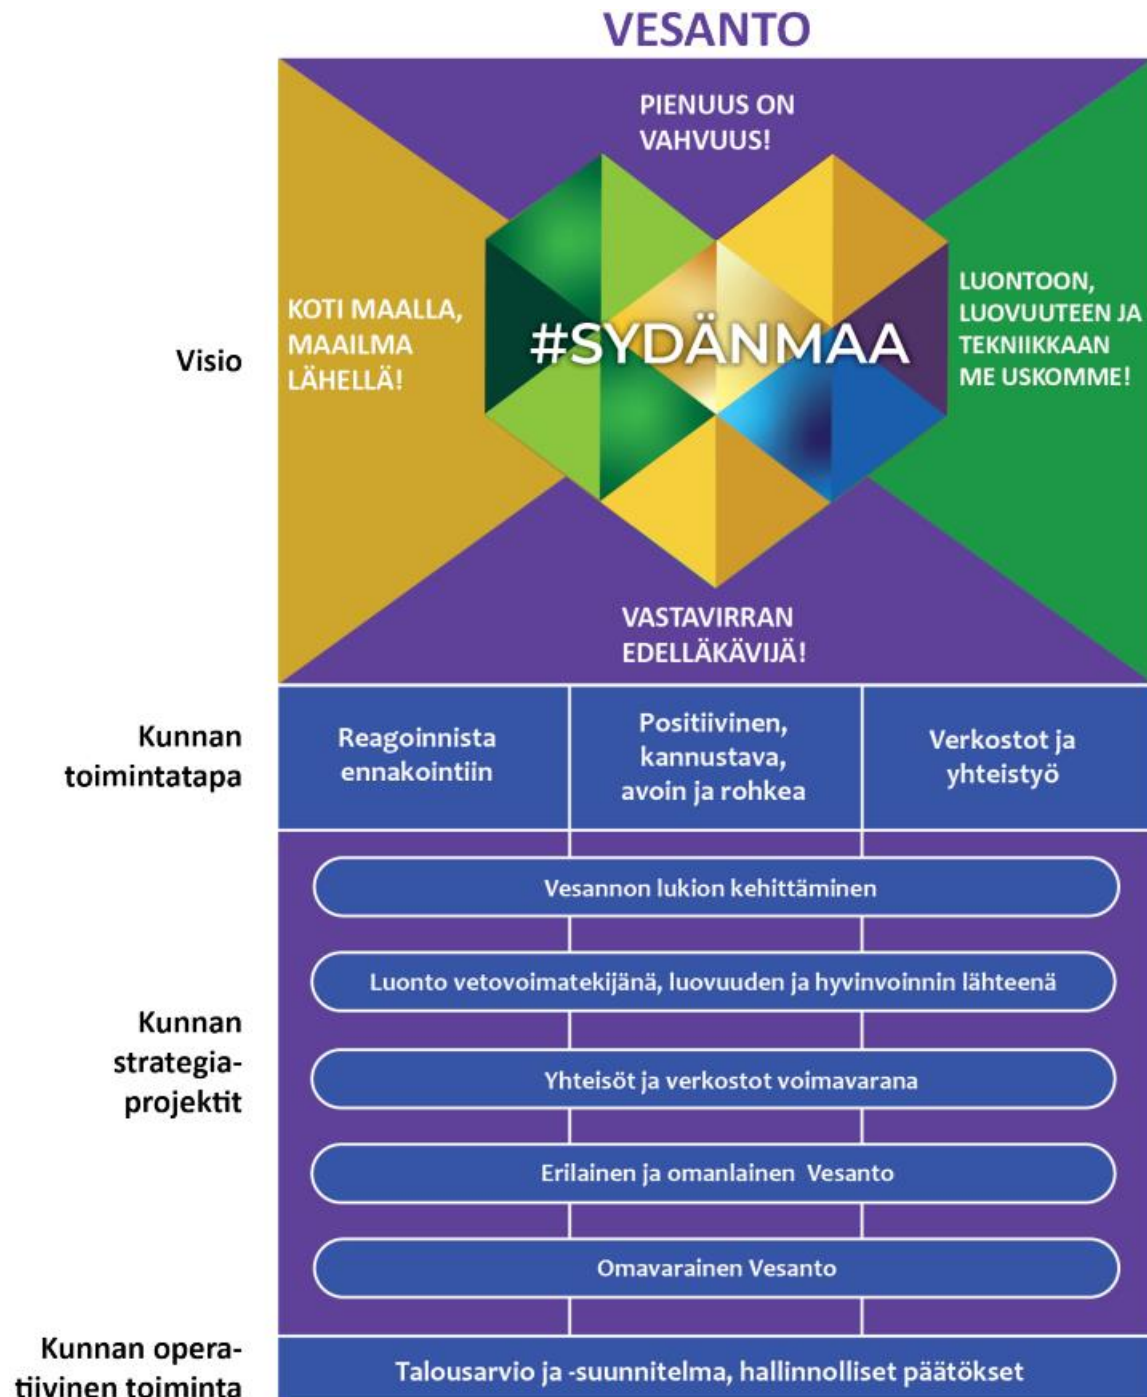 VESANTO
PIENUUS ON
VAHVUUS!
Visio
KOTI MAALLA,
MAAILMA
LÄHELLÄ!
#SYDÄNMAA
LUONTOON,
LUOVUUTEEN JA
TEKNIIKKAAN
ME USKOMME!
VASTAVIRRAN
EDELLÄKÄVIJÄ!
Kunnan
toimintatapa
Reagoinnista
ennakointiin
Positiivinen,
kannustava,
avoin ja rohkea
Verkostot ja
yhteistyö
Kunnan
strategia-
projektit
Vesannon lukion kehittäminen
Luonto vetovoimatekijänä, luovuuden ja hyvinvoinnin lähteenä
Yhteisöt ja verkostot voimavarana
Erilainen ja omanlainen Vesanto
Omavarainen Vesanto
Kunnan opera-
tiivinen toiminta
Talousarvio ja -suunnitelma, hallinnolliset päätökset